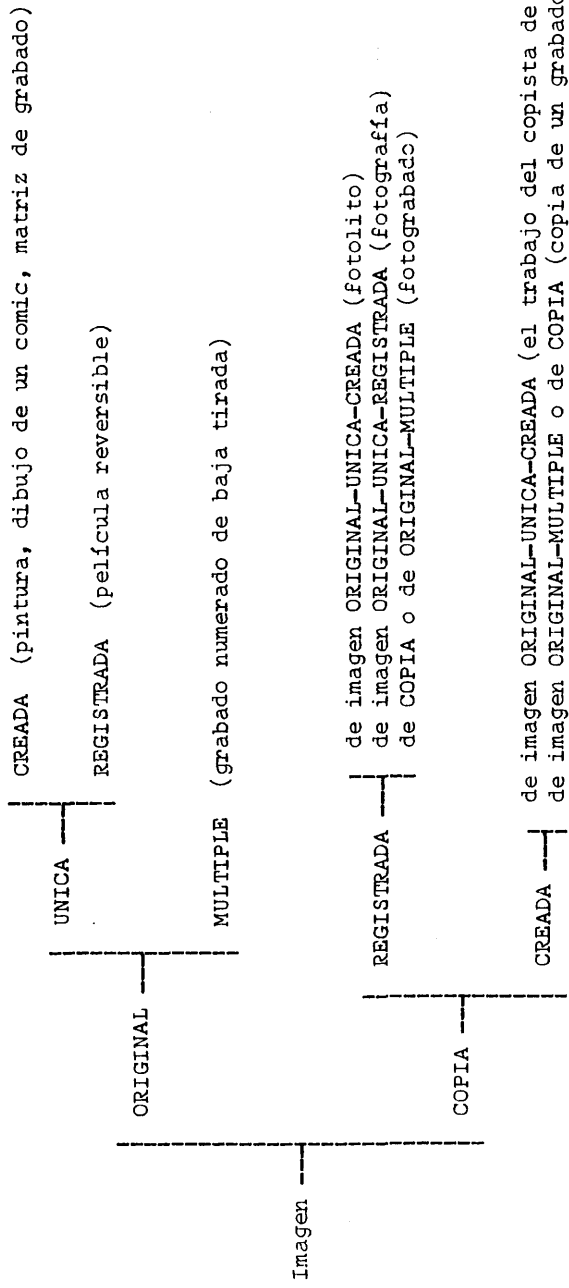 CREADA (pintura, dibujo de un comic, matriz de grabado)
UNICA
REGISTRADA (película reversible)
ORIGINAL
MULTIPLE (grabado numerado de baja tirada)
Imagen
de imagen ORIGINAL-UNICA-CREADA (fotolito)
REGISTRADA de imagen ORIGINAL-UNICA-REGISTRADA (fotografía)
de COPIA o de ORIGINAL-MULTIPLE (fotograbado)
COPIA
de imagen ORIGINAL-UNICA-CREADA (el trabajo del copista de
CREADA
de imagen ORIGINAL-MULTIPLE o de COPIA (copia de un grabado